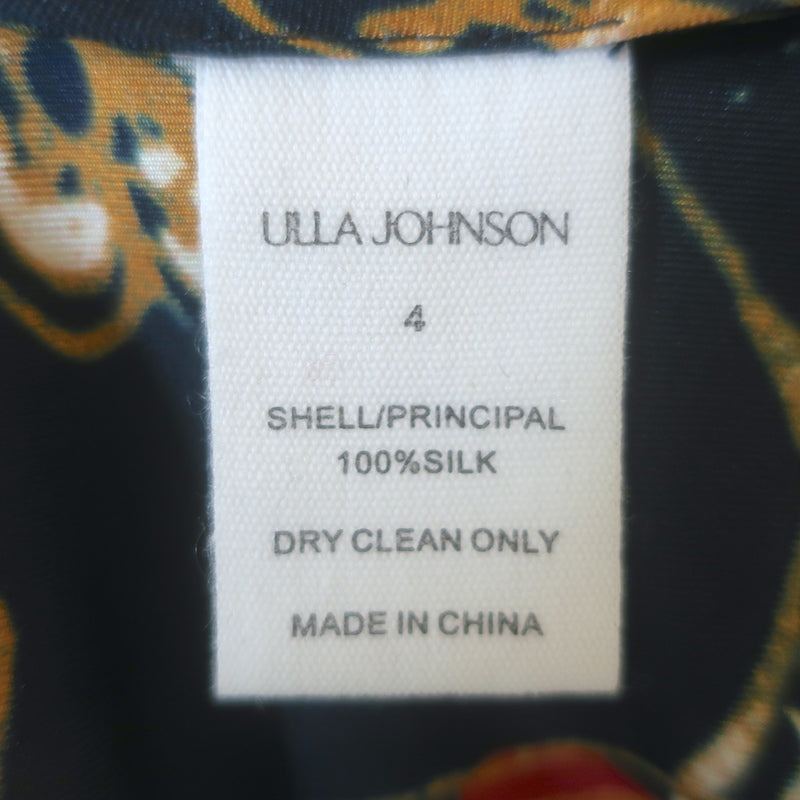 ULLA JOHNSON
4
SHELL/PRINCIPAL
100%SILK
DRY CLEAN ONLY
MADE IN CHINA